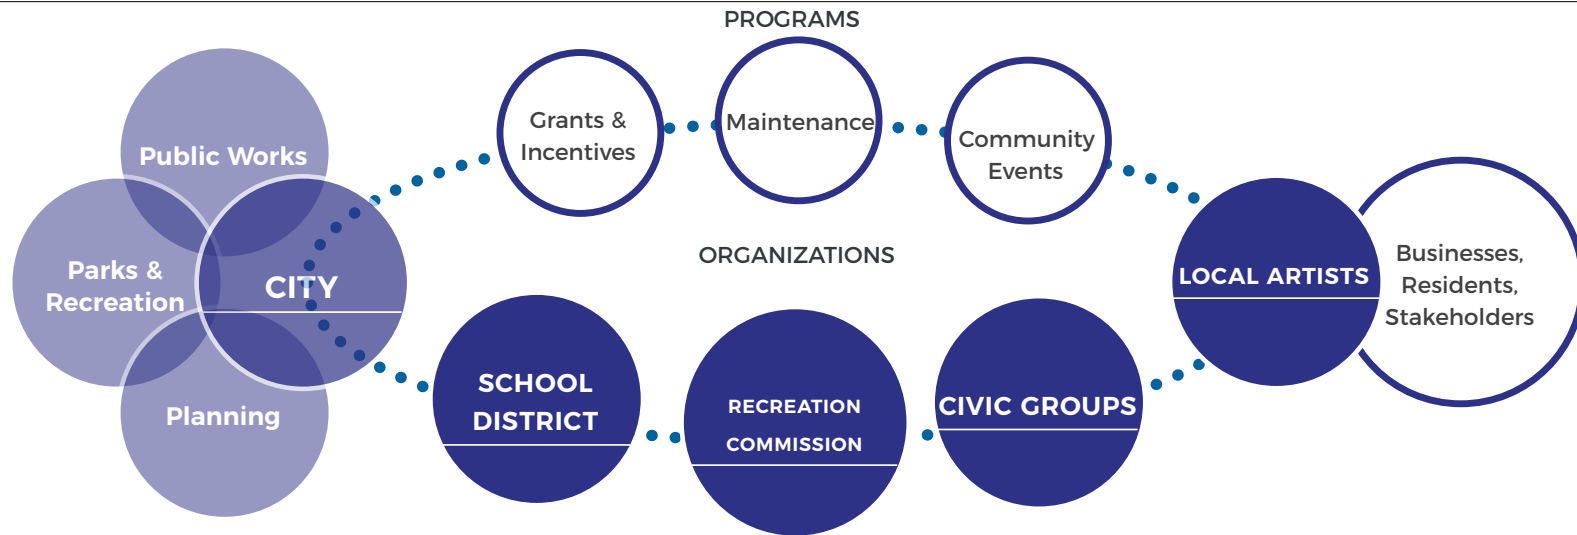 PROGRAMS
Grants &
Incentives
Maintenance
Community
Events
Public Works
Parks &
Recreation
CITY
Planning
ORGANIZATIONS
SCHOOL
DISTRICT
RECREATION
COMMISSION
CIVIC GROUPS
LOCAL ARTISTS
Businesses,
Residents,
Stakeholders